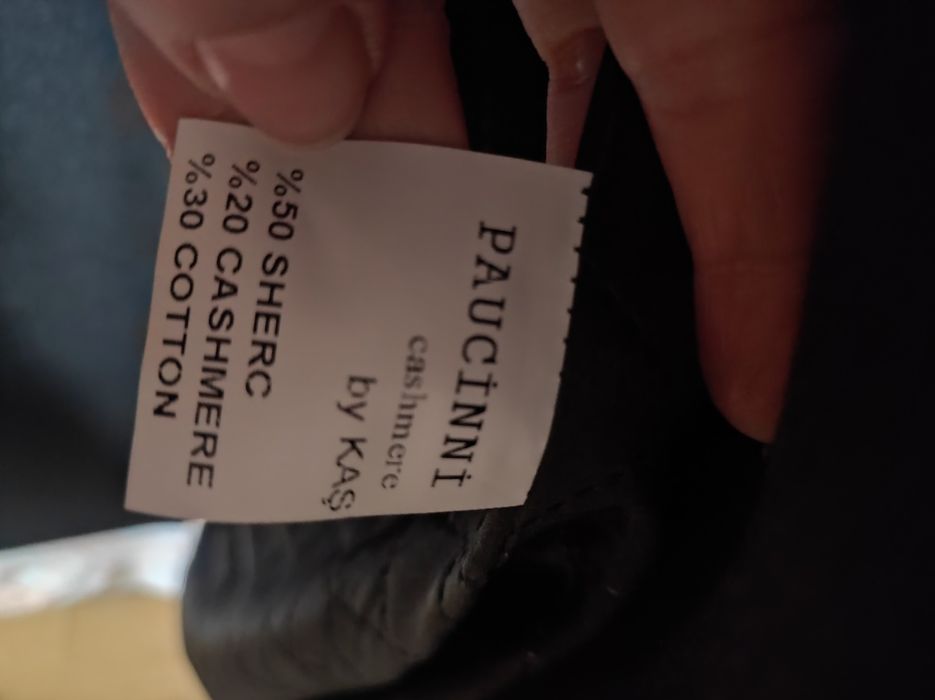 PAUCİNNİ
cashmere
by KAŞ
%50 SHERC
%20 CASHMERE
%30 COTTON